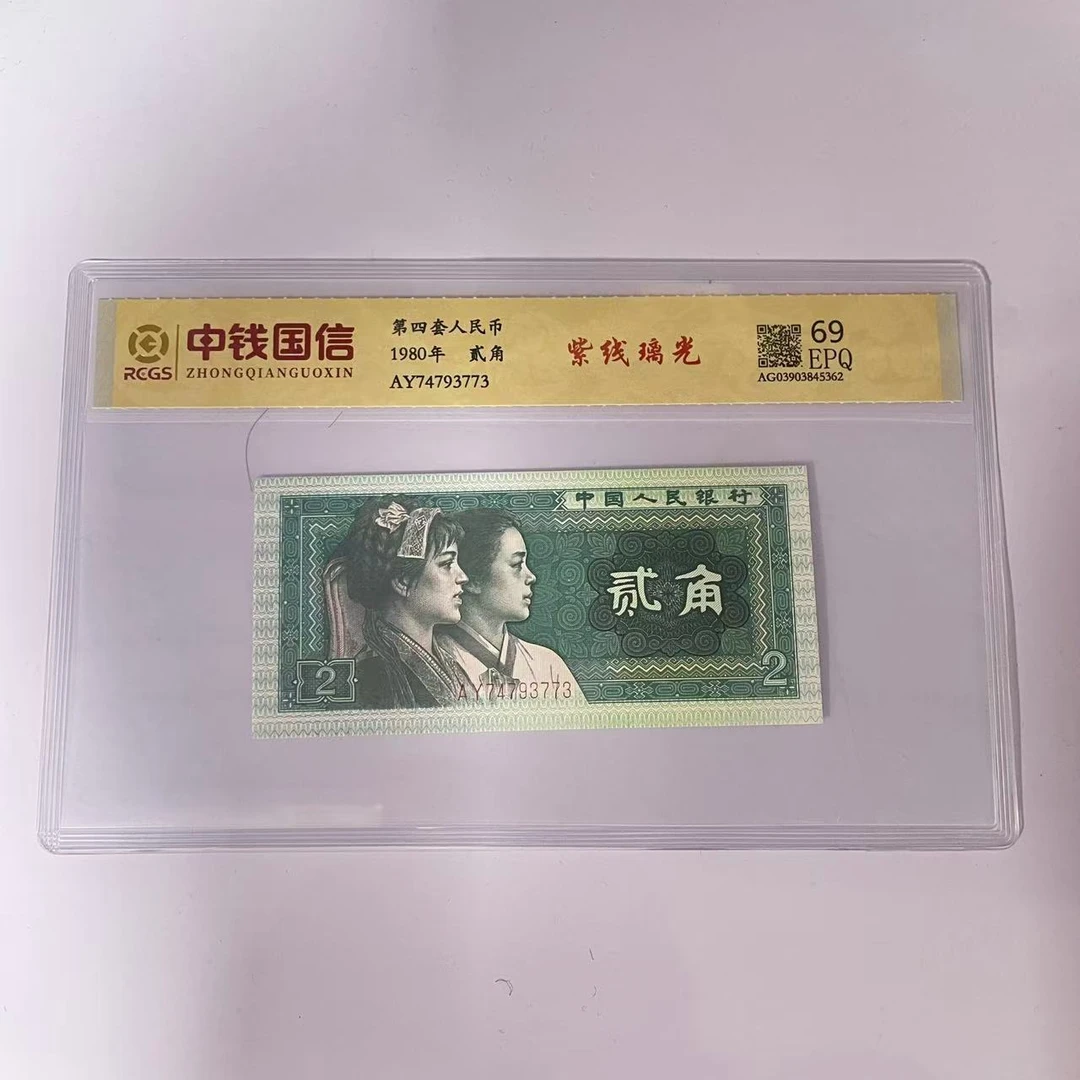 中钱国信
RCGS ZHONGQIANGUOXIN
第四套人民币
1980年 贰角
AY74793773
紫线璃光
69
EPQ
AG03903845362
中国人民银行
贰角
2
AY74793773
2